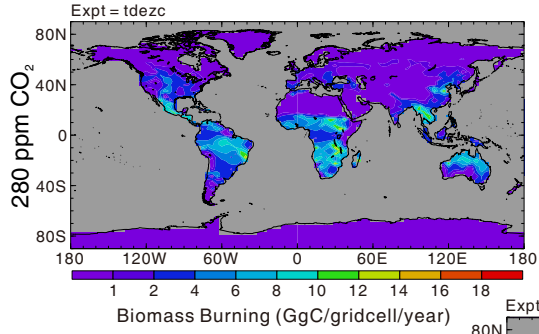 Expt = tdezc
280 ppm CO₂
80N
40N
0
40S
80S
180 120W 60W 0 60E 120E 180
1 2 4 6 8 10 12 14 16 18
Biomass Burning (GgC/gridcell/year)
Expt
80N